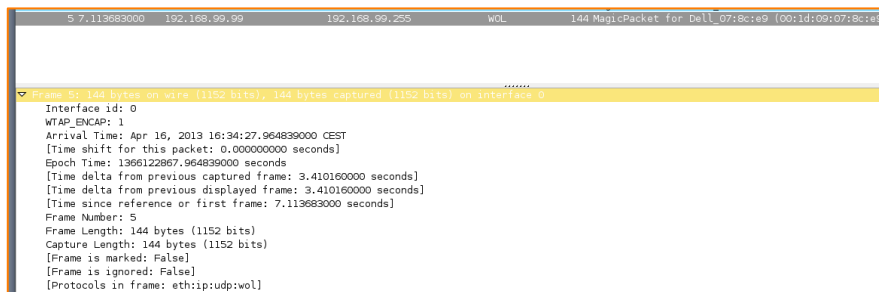 5 7.113683000 192.168.99.99 192.168.99.255 WOL 144 MagicPacket for Dell_07:8c:e9 (00:1d:09:07:8c:e9
Frame 5: 144 bytes on wire (1152 bits), 144 bytes captured (1152 bits) on interface 0
Interface id: 0
WTAP_ENCAP: 1
Arrival Time: Apr 16, 2013 16:34:27.964839000 CEST
[Time shift for this packet: 0.000000000 seconds]
Epoch Time: 1366122867.964839000 seconds
[Time delta from previous captured frame: 3.410160000 seconds]
[Time delta from previous displayed frame: 3.410160000 seconds]
[Time since reference or first frame: 7.113683000 seconds]
Frame Number: 5
Frame Length: 144 bytes (1152 bits)
Capture Length: 144 bytes (1152 bits)
[Frame is marked: False]
[Frame is ignored: False]
[Protocols in frame: eth:ip:udp:wol]